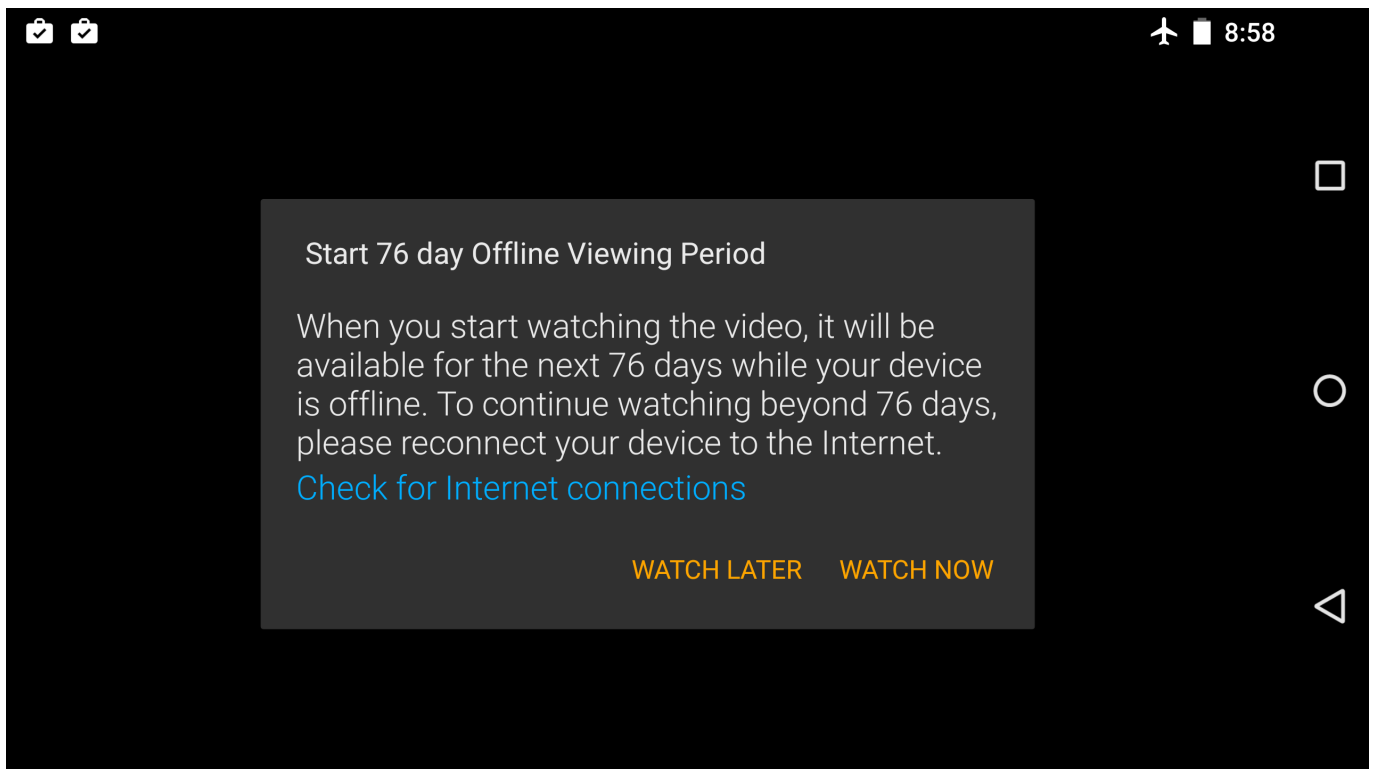 8:58
Start 76 day Offline Viewing Period
When you start watching the video, it will be
available for the next 76 days while your device
is offline. To continue watching beyond 76 days,
please reconnect your device to the Internet.
Check for Internet connections
WATCH LATER WATCH NOW